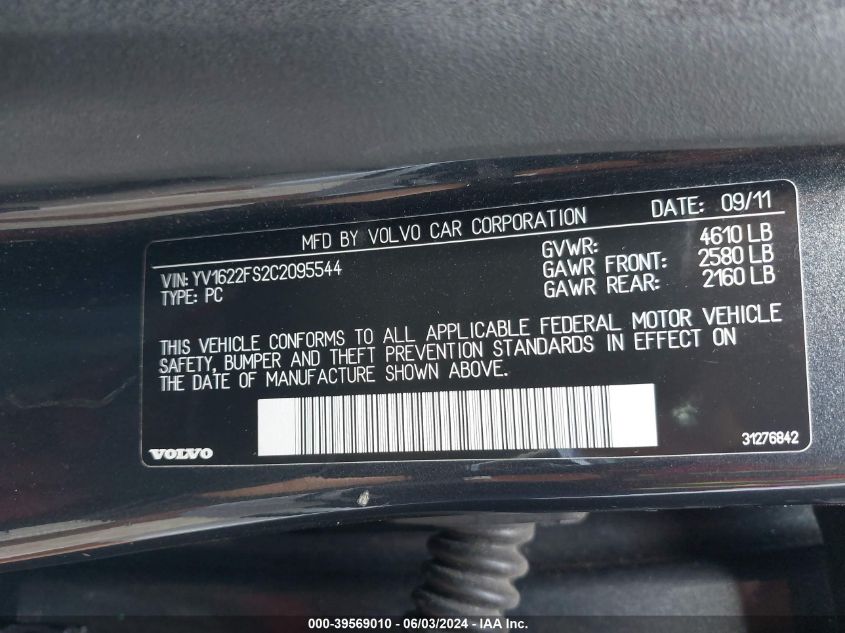 MFD BY VOLVO CAR CORPORATION DATE: 09/11
VIN: YV1622FS2C2095544 GVWR: 4610 LB
TYPE: PC GAWR FRONT: 2580 LB
GAWR REAR: 2160 LB
THIS VEHICLE CONFORMS TO ALL APPLICABLE FEDERAL MOTOR VEHICLE
SAFETY, BUMPER AND THEFT PREVENTION STANDARDS IN EFFECT ON
THE DATE OF MANUFACTURE SHOWN ABOVE.
VOLVO 31276842
000-39569010 - 06/03/2024 - IAA Inc.